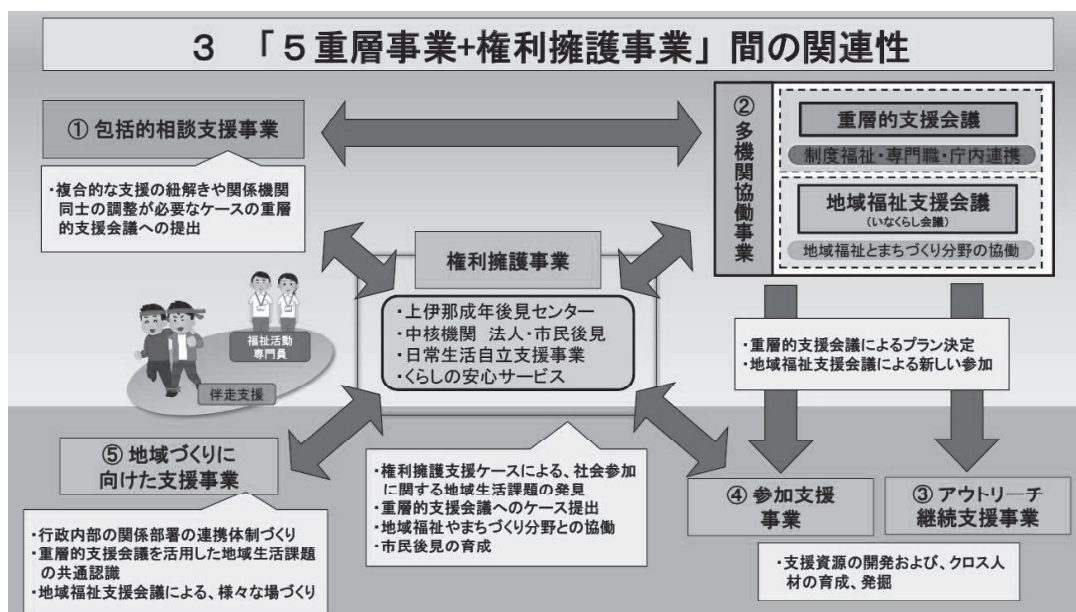 3 「5重層事業+権利擁護事業」間の関連性
① 包括的相談支援事業
・複合的な支援の紐解きや関係機関
同士の調整が必要なケースの重層
的支援会議への提出
② 多機関協働事業
重層的支援会議
制度福祉・専門職・庁内連携
地域福祉支援会議
(いなくらし会議)
地域福祉とまちづくり分野の協働
権利擁護事業
・上伊那成年後見センター
・中核機関 法人・市民後見
・日常生活自立支援事業
・くらしの安心サービス
福祉活動
専門員
伴走支援
・重層的支援会議によるプラン決定
・地域福祉支援会議による新しい参加
⑤ 地域づくりに
向けた支援事業
・行政内部の関係部署の連携体制づくり
・重層的支援会議を活用した地域生活課題
の共通認識
・地域福祉支援会議による、様々な場づくり
・権利擁護支援ケースによる、社会参加
に関する地域生活課題の発見
・重層的支援会議へのケース提出
・地域福祉やまちづくり分野との協働
・市民後見の育成
④ 参加支援
事業
③ アウトリーチ
継続支援事業
・支援資源の開発および、クロス人
材の育成、発掘